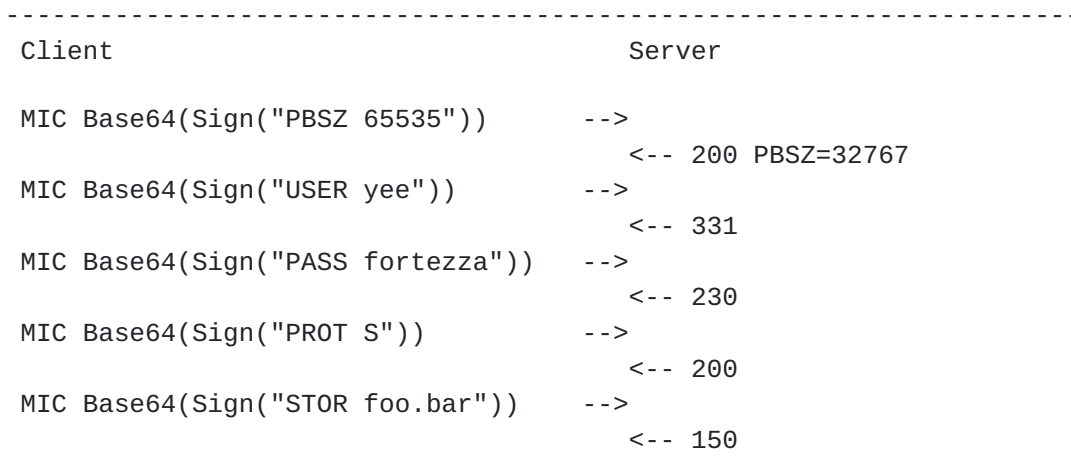 ---------------------------------------------------------------------
Client                                 Server
MIC Base64(Sign("PBSZ 65535"))      -->
                                       <-- 200 PBSZ=32767
MIC Base64(Sign("USER yee"))        -->
                                       <-- 331
MIC Base64(Sign("PASS fortezza"))   -->
                                       <-- 230
MIC Base64(Sign("PROT S"))          -->
                                       <-- 200
MIC Base64(Sign("STOR foo.bar"))    -->
                                       <-- 150